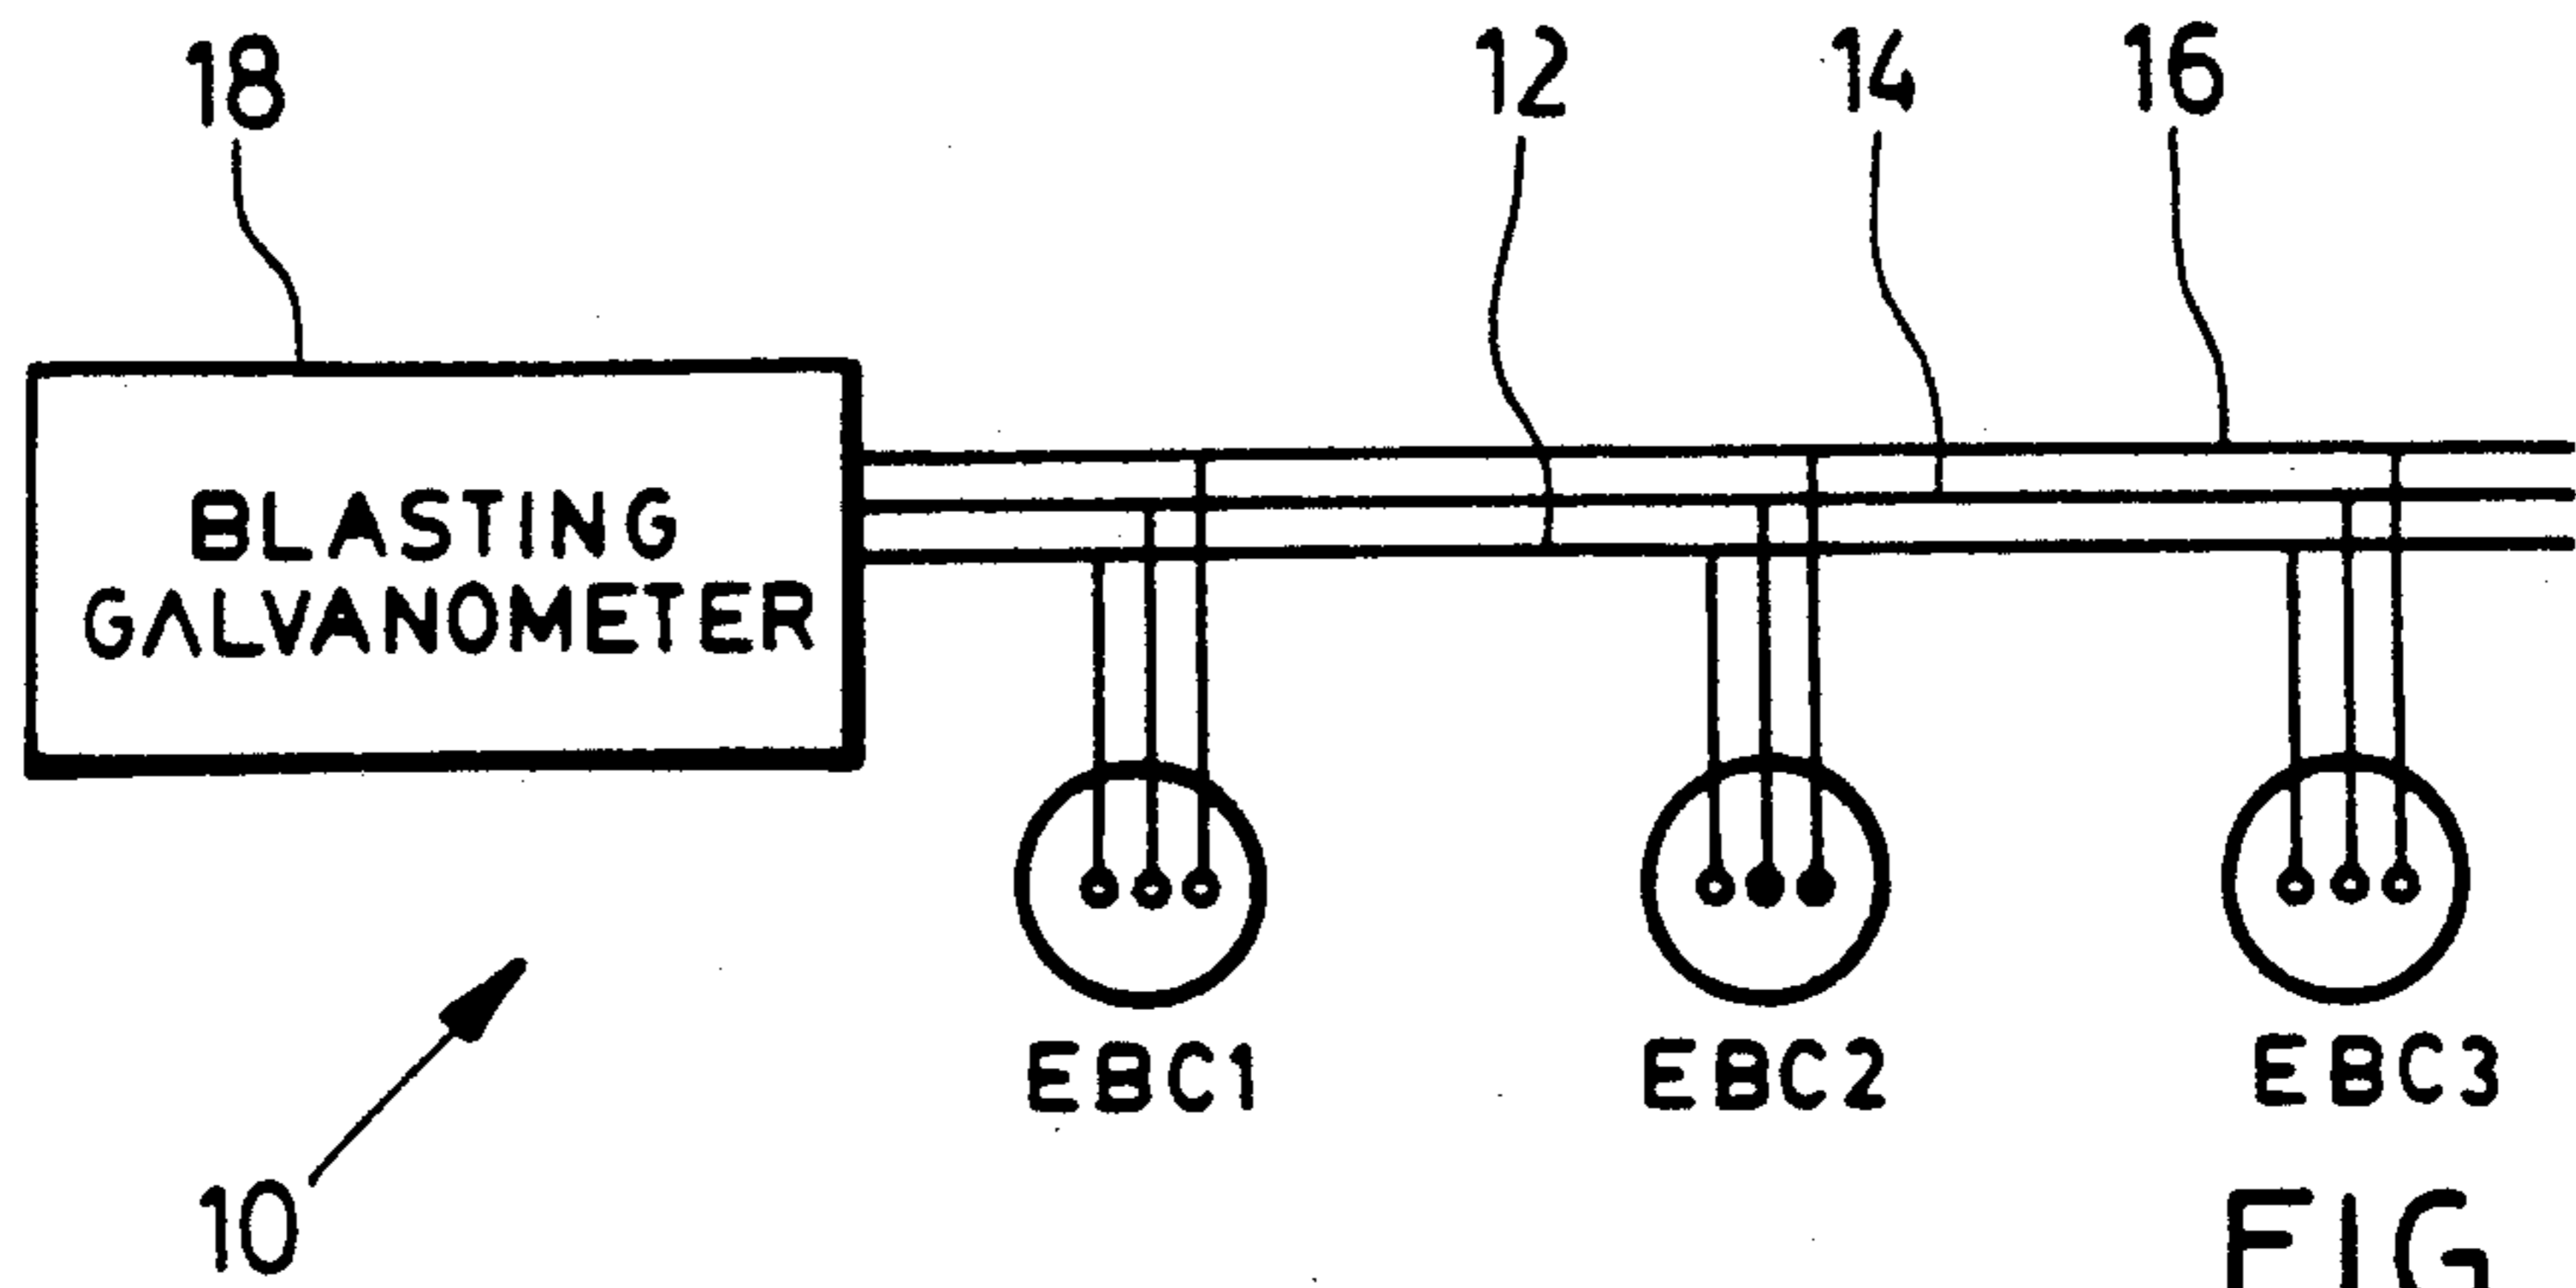 18 12 14 16
BLASTING
GALVANOMETER
EBC1 EBC2 EBC3
10
FIG